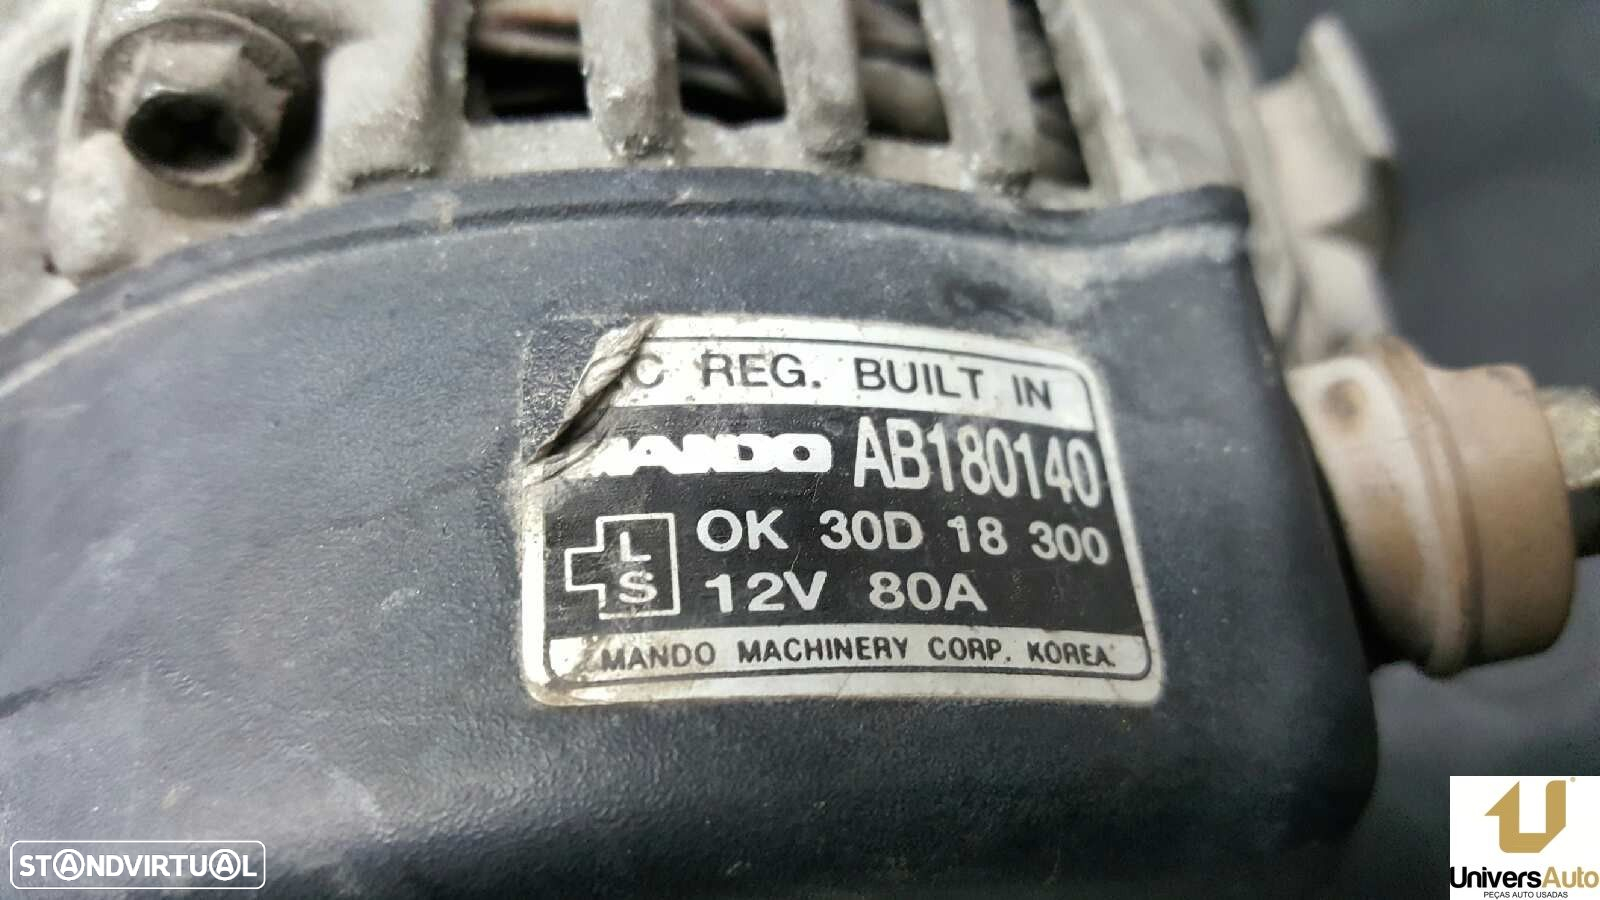 C REG. BUILT IN
MANDO AB180140
L OK 30D 18 300
S 12V 80A
MANDO MACHINERY CORP. KOREA.
STANDVIRTUAL
UniversAuto
PEÇAS AUTO USADAS